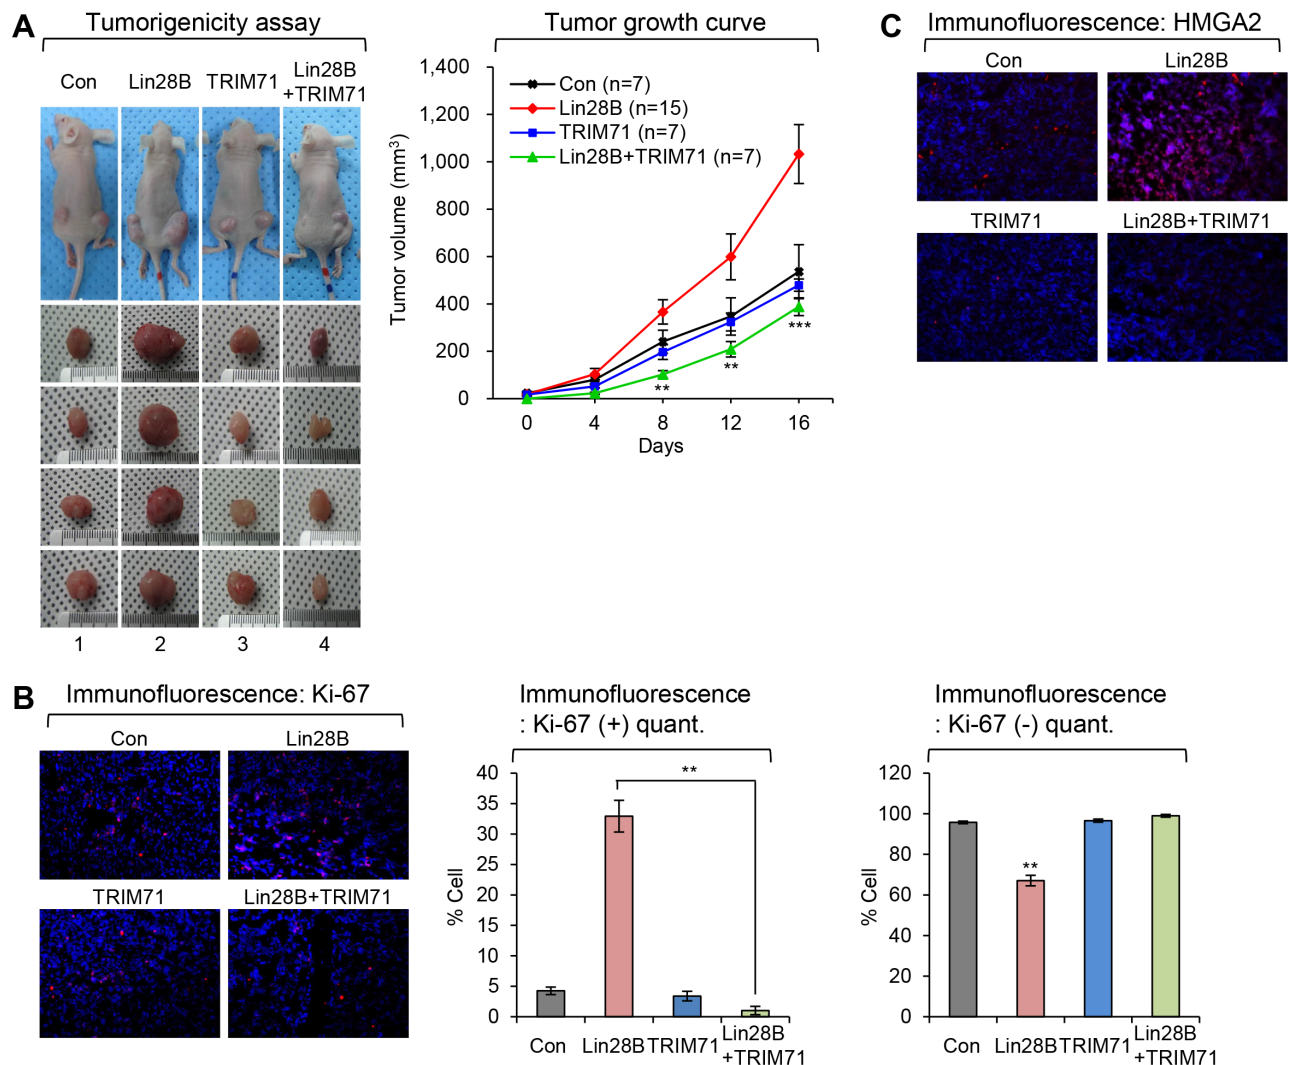 A
Tumorigenicity assay
Con
Lin28B
TRIM71
Lin28B
+TRIM71
1
2
3
4
Tumor growth curve
Tumor volume (mm³)
1,400
1,200
1,000
800
600
400
200
0
Con (n=7)
Lin28B (n=15)
TRIM71 (n=7)
Lin28B+TRIM71 (n=7)
**
**
***
0
4
8
12
16
Days
C
Immunofluorescence: HMGA2
Con
Lin28B
TRIM71
Lin28B+TRIM71
B
Immunofluorescence: Ki-67
Con
Lin28B
TRIM71
Lin28B+TRIM71
Immunofluorescence
: Ki-67 (+) quant.
% Cell
40
35
30
25
20
15
10
5
0
**
Con
Lin28B
TRIM71
Lin28B
+TRIM71
Immunofluorescence
: Ki-67 (-) quant.
% Cell
120
100
80
60
40
20
0
**
Con
Lin28B
TRIM71
Lin28B
+TRIM71